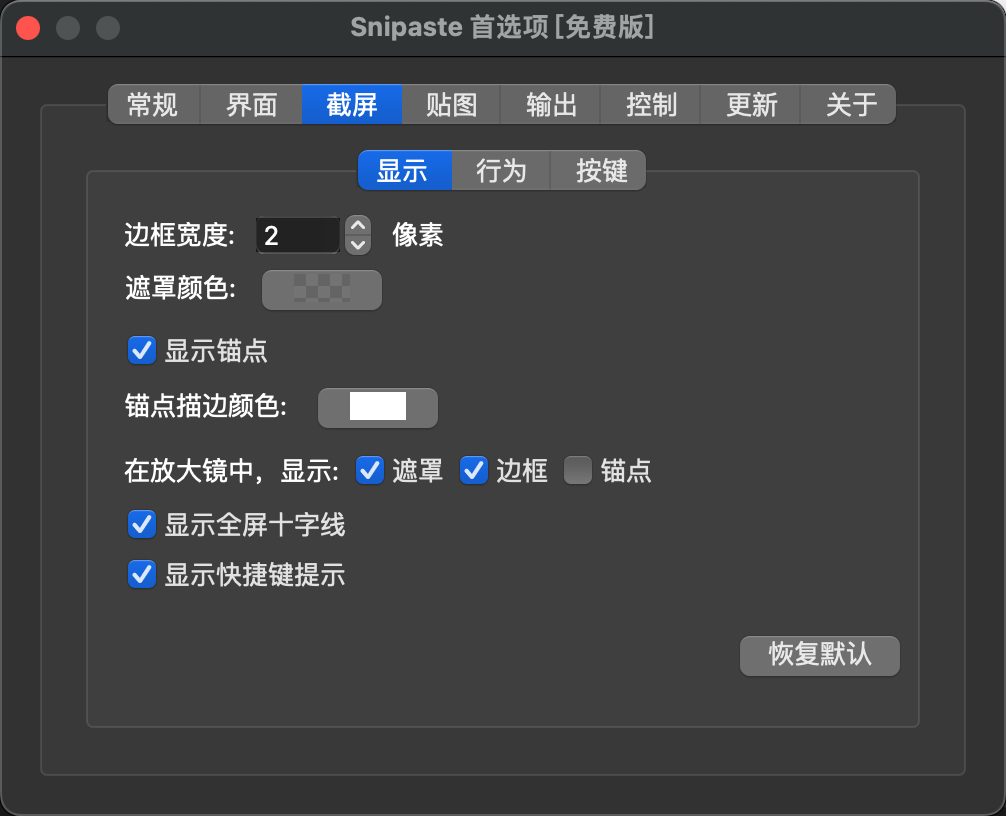 Snipaste 首选项[免费版]
常规 界面 截屏 贴图 输出 控制 更新 关于
显示 行为 按键
边框宽度: 2 像素
遮罩颜色:
显示锚点
锚点描边颜色:
在放大镜中，显示: 遮罩 边框 锚点
显示全屏十字线
显示快捷键提示
恢复默认